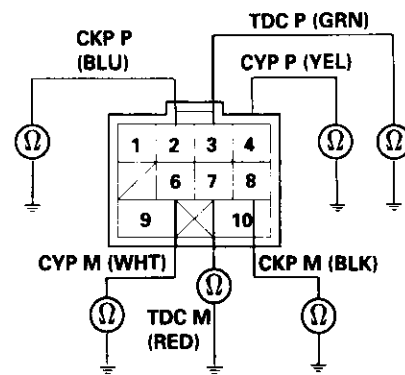 TDC P (GRN)
CKP P
(BLU)
CYP P (YEL)
Ω
Ω
Ω
1 2 3 4
6 7 8
9 10
CYP M (WHT)
CKP M (BLK)
Ω
Ω
Ω
TDC M
(RED)